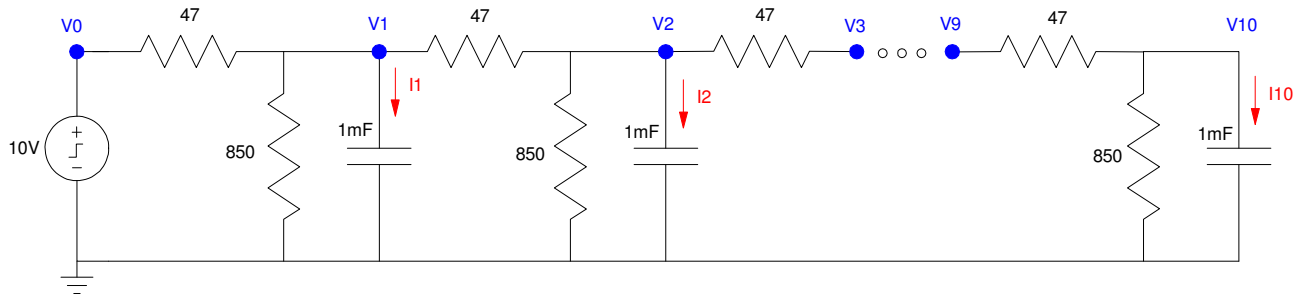 47 47 47 47
V0 V1 V2 V3 V9 V10
I1 I2 I10
10V
+
−
850 1mF 850 1mF 850 1mF